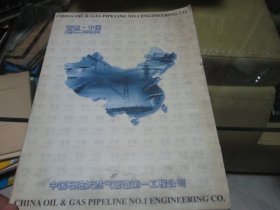 CHINA OIL & GAS PIPELINE NO.1 ENGINEERING CO.
中国石油天然气管道第一工程公司
CHINA OIL & GAS PIPELINE NO.1 ENGINEERING CO.